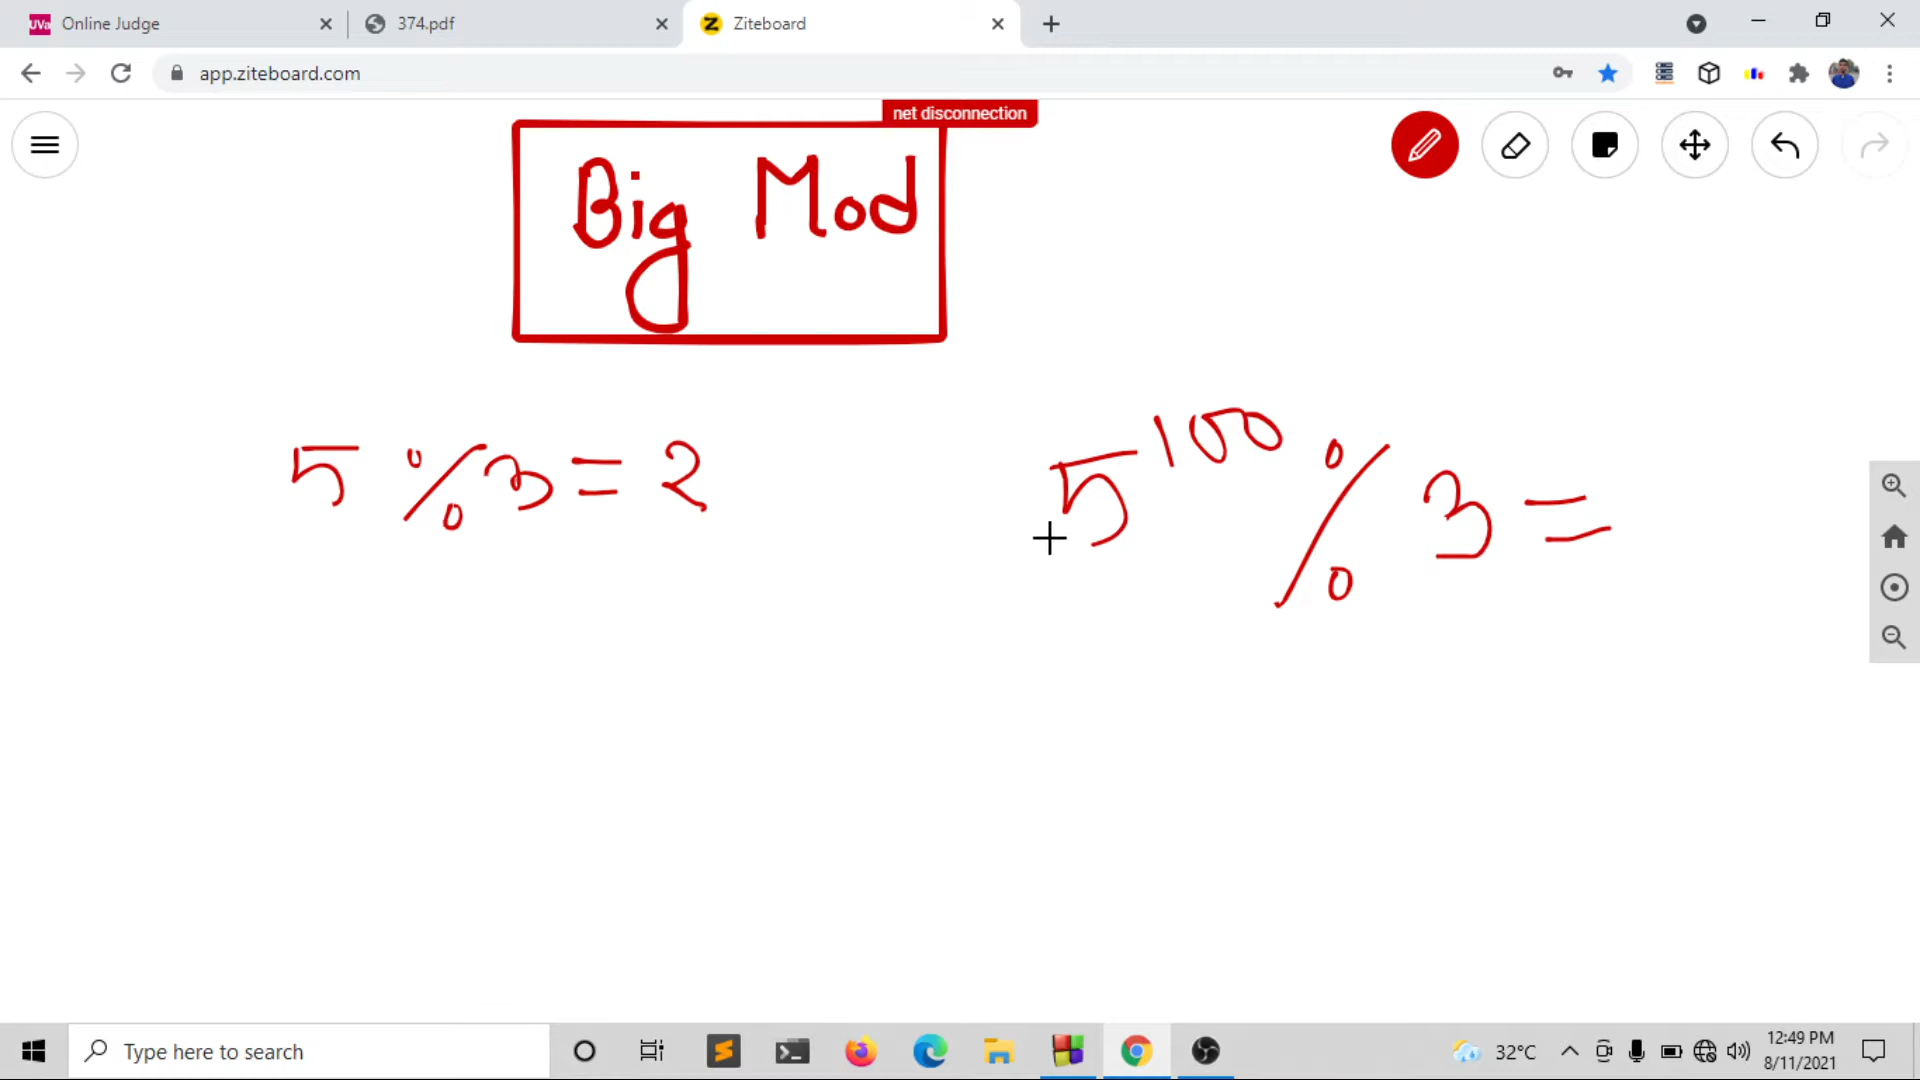 UVa Online Judge
374.pdf
Z Ziteboard
app.ziteboard.com
net disconnection
Big Mod
5 % 3 = 2
5^100 % 3 =
Type here to search
32°C
12:49 PM
8/11/2021